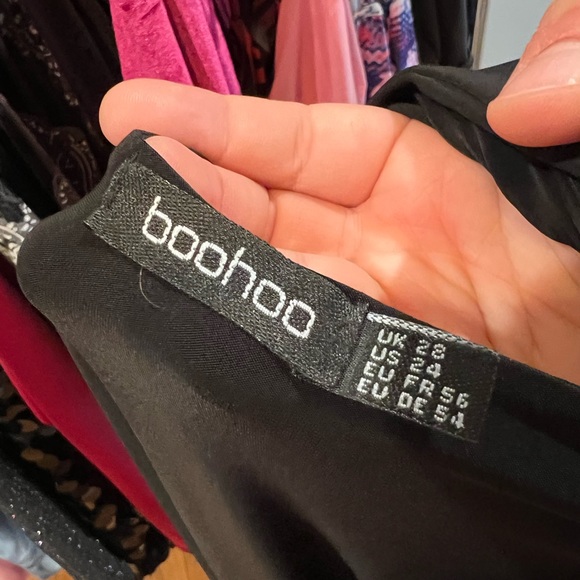 boohoo
UK 28
US 24
EU FR 56
EU DE 54